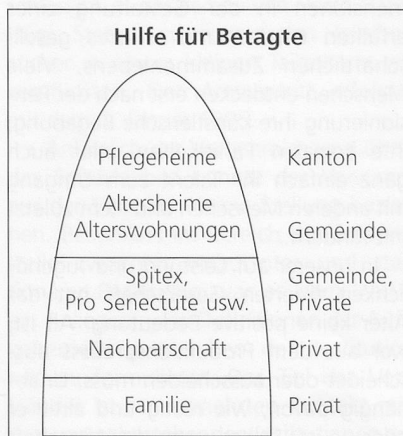 Hilfe für Betagte
Pflegeheime Kanton
Altersheime
Alterswohnungen Gemeinde
Spitex, Gemeinde,
Pro Senectute usw. Private
Nachbarschaft Privat
Familie Privat